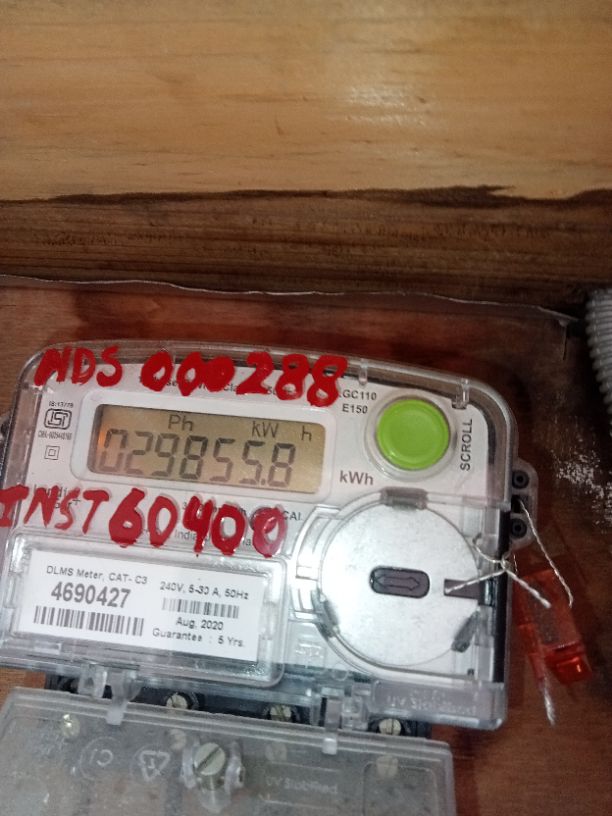 NDS 000288
LGC110
E150
Ph kW h
029855.8
kWh
SCROLL
INST 60400
DLMS Meter, CAT- C3
4690427
240V, 5-30 A, 50Hz
Aug, 2020
Guarantee : 5 Yrs.